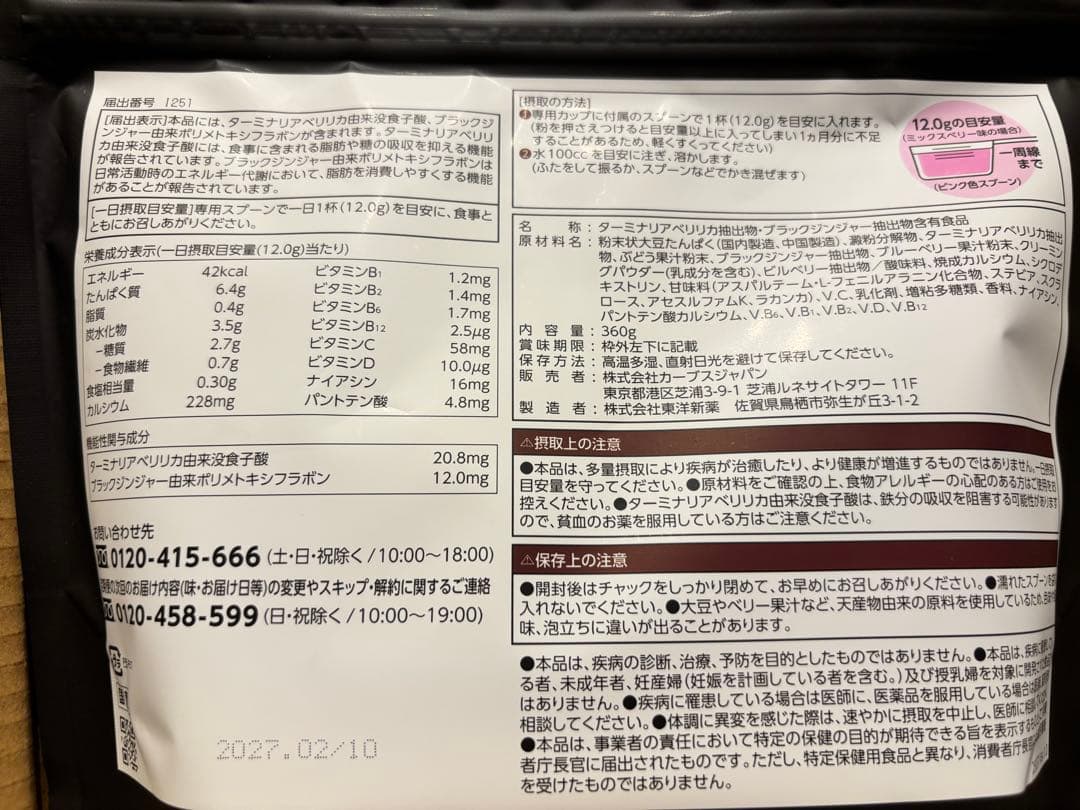 届出番号 I251
[届出表示]本品には、ターミナリアベリリカ由来没食子酸、ブラックジ
ンジャー由来ポリメトキシフラボンが含まれます。ターミナリアベリリ
カ由来没食子酸には、食事に含まれる脂肪や糖の吸収を抑える機能
が報告されています。ブラックジンジャー由来ポリメトキシフラボンは
日常活動時のエネルギー代謝において、脂肪を消費しやすくする機能
があることが報告されています。
[一日摂取目安量]専用スプーンで一日1杯(12.0g)を目安に、食事と
ともにお召しあがりください。
栄養成分表示(一日摂取目安量(12.0g)当たり)
エネルギー 42kcal ビタミンB1 1.2mg
たんぱく質 6.4g ビタミンB2 1.4mg
脂質 0.4g ビタミンB6 1.7mg
炭水化物 3.5g ビタミンB12 2.5μg
－糖質 2.7g ビタミンC 58mg
－食物繊維 0.7g ビタミンD 10.0μg
食塩相当量 0.30g ナイアシン 16mg
カルシウム 228mg パントテン酸 4.8mg
機能性関与成分
ターミナリアベリリカ由来没食子酸 20.8mg
ブラックジンジャー由来ポリメトキシフラボン 12.0mg
お問い合わせ先
0120-415-666 (土・日・祝除く/10:00～18:00)
の次回のお届け内容(味・お届け日等)の変更やスキップ・解約に関するご連絡
0120-458-599 (日・祝除く/10:00～19:00)
2027.02/10
[摂取の方法]
❶専用カップに付属のスプーンで1杯(12.0g)を目安に入れます。
(粉を押さえつけると目安量以上に入ってしまい1ヵ月分に不足
することがあるため、軽くすくってください)
❷水100ccを目安に注ぎ、溶かします。
(ふたをして振るか、スプーンなどでかき混ぜます)
12.0gの目安量
(ミックスベリー味の場合)
一周線
まで
(ピンク色スプーン)
名称：ターミナリアベリリカ抽出物・ブラックジンジャー抽出物含有食品
原材料名：粉末状大豆たんぱく(国内製造、中国製造)、澱粉分解物、ターミナリアベリリカ抽出
物、ぶどう果汁粉末、ブラックジンジャー抽出物、ブルーベリー果汁粉末、クリーミン
グパウダー(乳成分を含む)、ビルベリー抽出物／酸味料、焼成カルシウム、シクロデ
キストリン、甘味料(アスパルテーム・L-フェニルアラニン化合物、ステビア、スクラ
ロース、アセスルファムK、ラカンカ)、V.C、乳化剤、増粘多糖類、香料、ナイアシン、
パントテン酸カルシウム、V.B6、V.B1、V.B2、V.D、V.B12
内容量：360g
賞味期限：枠外左下に記載
保存方法：高温多湿、直射日光を避けて保存してください。
販売者：株式会社カーブスジャパン
東京都港区芝浦3-9-1 芝浦ルネサイトタワー 11F
製造者：株式会社東洋新薬 佐賀県鳥栖市弥生が丘3-1-2
⚠摂取上の注意
●本品は、多量摂取により疾病が治癒したり、より健康が増進するものではありません。一日摂取
目安量を守ってください。●原材料をご確認の上、食物アレルギーの心配のある方はご使用をお
控えください。●ターミナリアベリリカ由来没食子酸は、鉄分の吸収を阻害する可能性があります
ので、貧血のお薬を服用している方はご注意ください。
⚠保存上の注意
●開封後はチャックをしっかり閉めて、お早めにお召しあがりください。●濡れたスプーンを
入れないでください。●大豆やベリー果汁など、天産物由来の原料を使用しているため、
味、泡立ちに違いが出ることがあります。
●本品は、疾病の診断、治療、予防を目的としたものではありません。●本品は、疾病に
る者、未成年者、妊産婦(妊娠を計画している者を含む。)及び授乳婦を対象に開発
はありません。●疾病に罹患している場合は医師に、医薬品を服用している場合は
相談してください。●体調に異変を感じた際は、速やかに摂取を中止し、医師に相談
●本品は、事業者の責任において特定の保健の目的が期待できる旨を表示する
者庁長官に届出されたものです。ただし、特定保健用食品と異なり、消費者庁長官
を受けたものではありません。